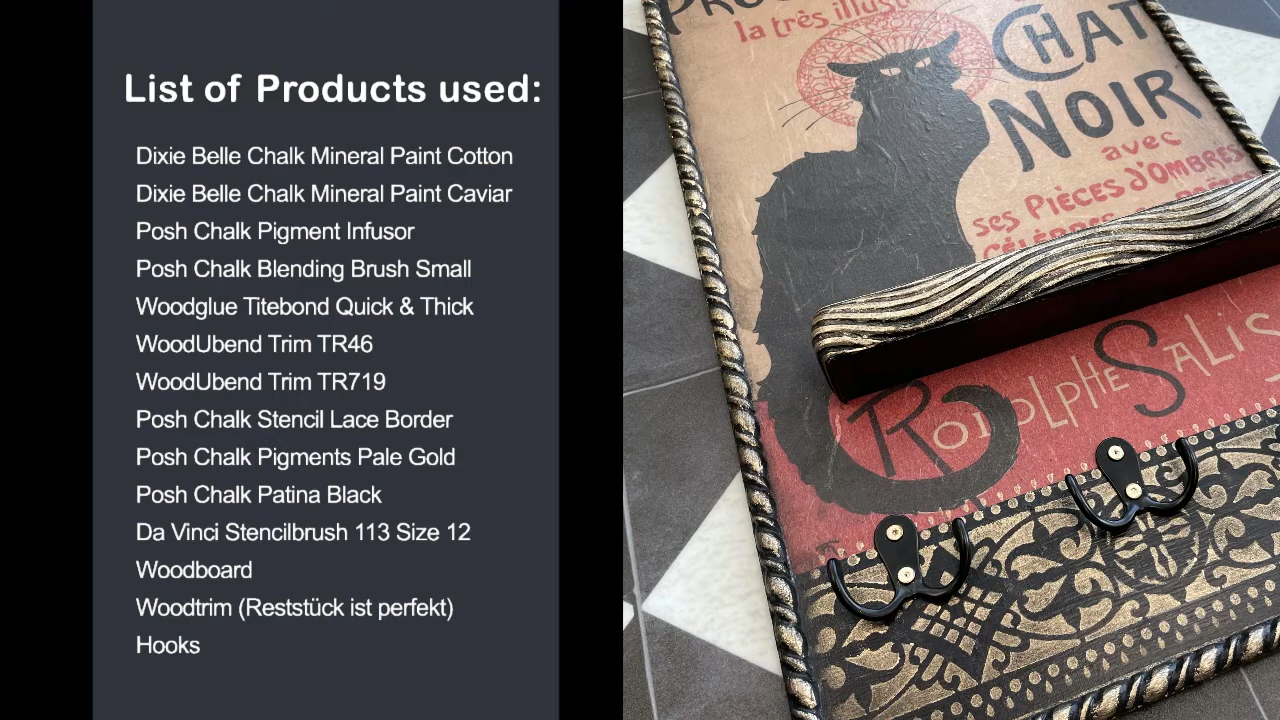 List of Products used:
Dixie Belle Chalk Mineral Paint Cotton
Dixie Belle Chalk Mineral Paint Caviar
Posh Chalk Pigment Infusor
Posh Chalk Blending Brush Small
Woodglue Titebond Quick & Thick
WoodUbend Trim TR46
WoodUbend Trim TR719
Posh Chalk Stencil Lace Border
Posh Chalk Pigments Pale Gold
Posh Chalk Patina Black
Da Vinci Stencilbrush 113 Size 12
Woodboard
Woodtrim (Reststück ist perfekt)
Hooks
la très
CHAT
NOIR
avec
ses PIÈCES D'OMBRES
RODOLPHE SALIS